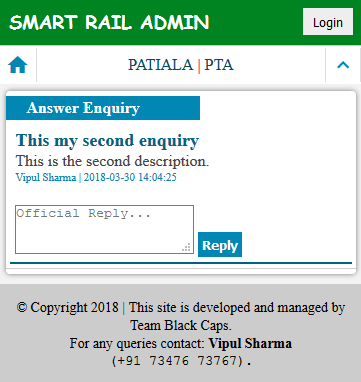 SMART RAIL ADMIN
Login
PATIALA | PTA
Answer Enquiry
This my second enquiry
This is the second description.
Vipul Sharma | 2018-03-30 14:04:25
Official Reply...
Reply
© Copyright 2018 | This site is developed and managed by
Team Black Caps.
For any queries contact: Vipul Sharma
(+91 73476 73767).